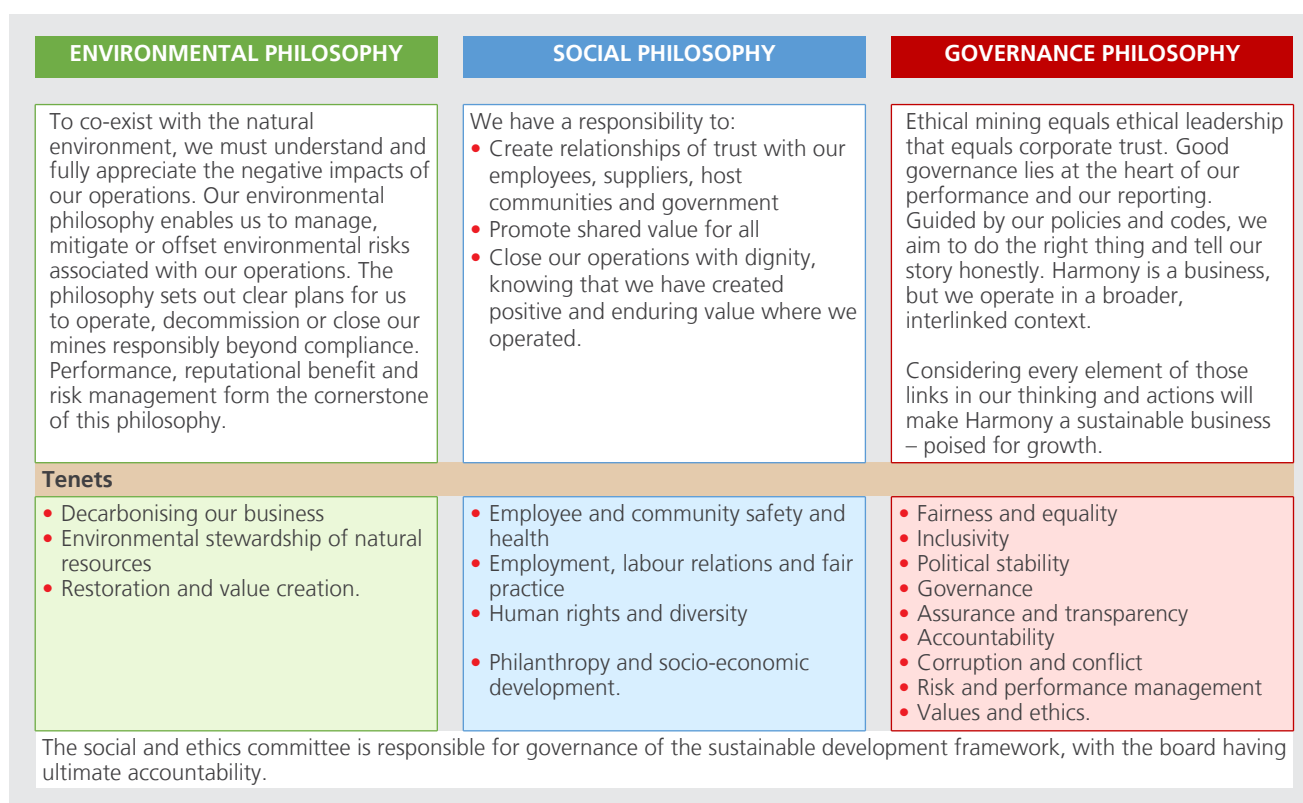 ENVIRONMENTAL PHILOSOPHY
To co-exist with the natural
environment, we must understand and
fully appreciate the negative impacts of
our operations. Our environmental
philosophy enables us to manage,
mitigate or offset environmental risks
associated with our operations. The
philosophy sets out clear plans for us
to operate, decommission or close our
mines responsibly beyond compliance.
Performance, reputational benefit and
risk management form the cornerstone
of this philosophy.
SOCIAL PHILOSOPHY
We have a responsibility to:
• Create relationships of trust with our
employees, suppliers, host
communities and government
• Promote shared value for all
• Close our operations with dignity,
knowing that we have created
positive and enduring value where we
operated.
GOVERNANCE PHILOSOPHY
Ethical mining equals ethical leadership
that equals corporate trust. Good
governance lies at the heart of our
performance and our reporting.
Guided by our policies and codes, we
aim to do the right thing and tell our
story honestly. Harmony is a business,
but we operate in a broader,
interlinked context.
Considering every element of those
links in our thinking and actions will
make Harmony a sustainable business
– poised for growth.
Tenets
• Decarbonising our business
• Environmental stewardship of natural
resources
• Restoration and value creation.
• Employee and community safety and
health
• Employment, labour relations and fair
practice
• Human rights and diversity
• Philanthropy and socio-economic
development.
• Fairness and equality
• Inclusivity
• Political stability
• Governance
• Assurance and transparency
• Accountability
• Corruption and conflict
• Risk and performance management
• Values and ethics.
The social and ethics committee is responsible for governance of the sustainable development framework, with the board having
ultimate accountability.